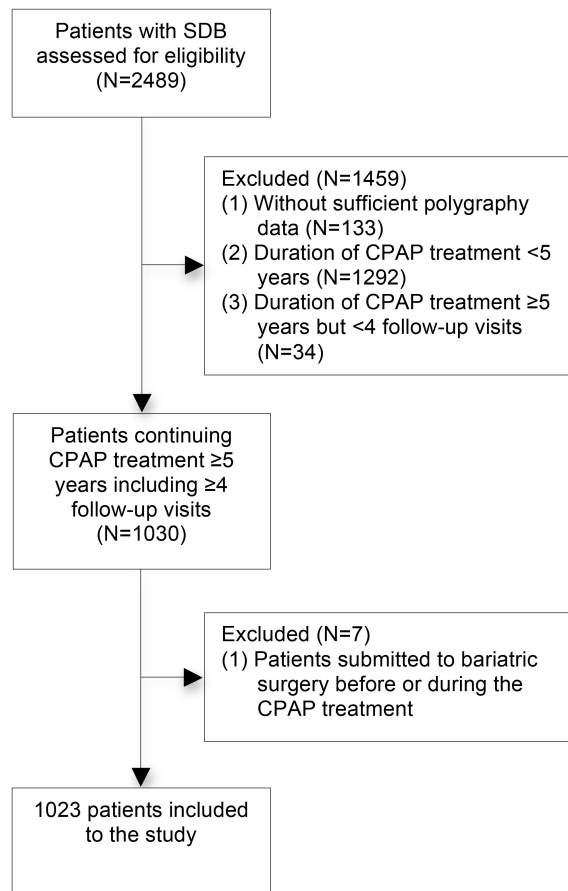 Patients with SDB
assessed for eligibility
(N=2489)
Excluded (N=1459)
(1) Without sufficient polygraphy
data (N=133)
(2) Duration of CPAP treatment <5
years (N=1292)
(3) Duration of CPAP treatment ≥5
years but <4 follow-up visits
(N=34)
Patients continuing
CPAP treatment ≥5
years including ≥4
follow-up visits
(N=1030)
Excluded (N=7)
(1) Patients submitted to bariatric
surgery before or during the
CPAP treatment
1023 patients included
to the study